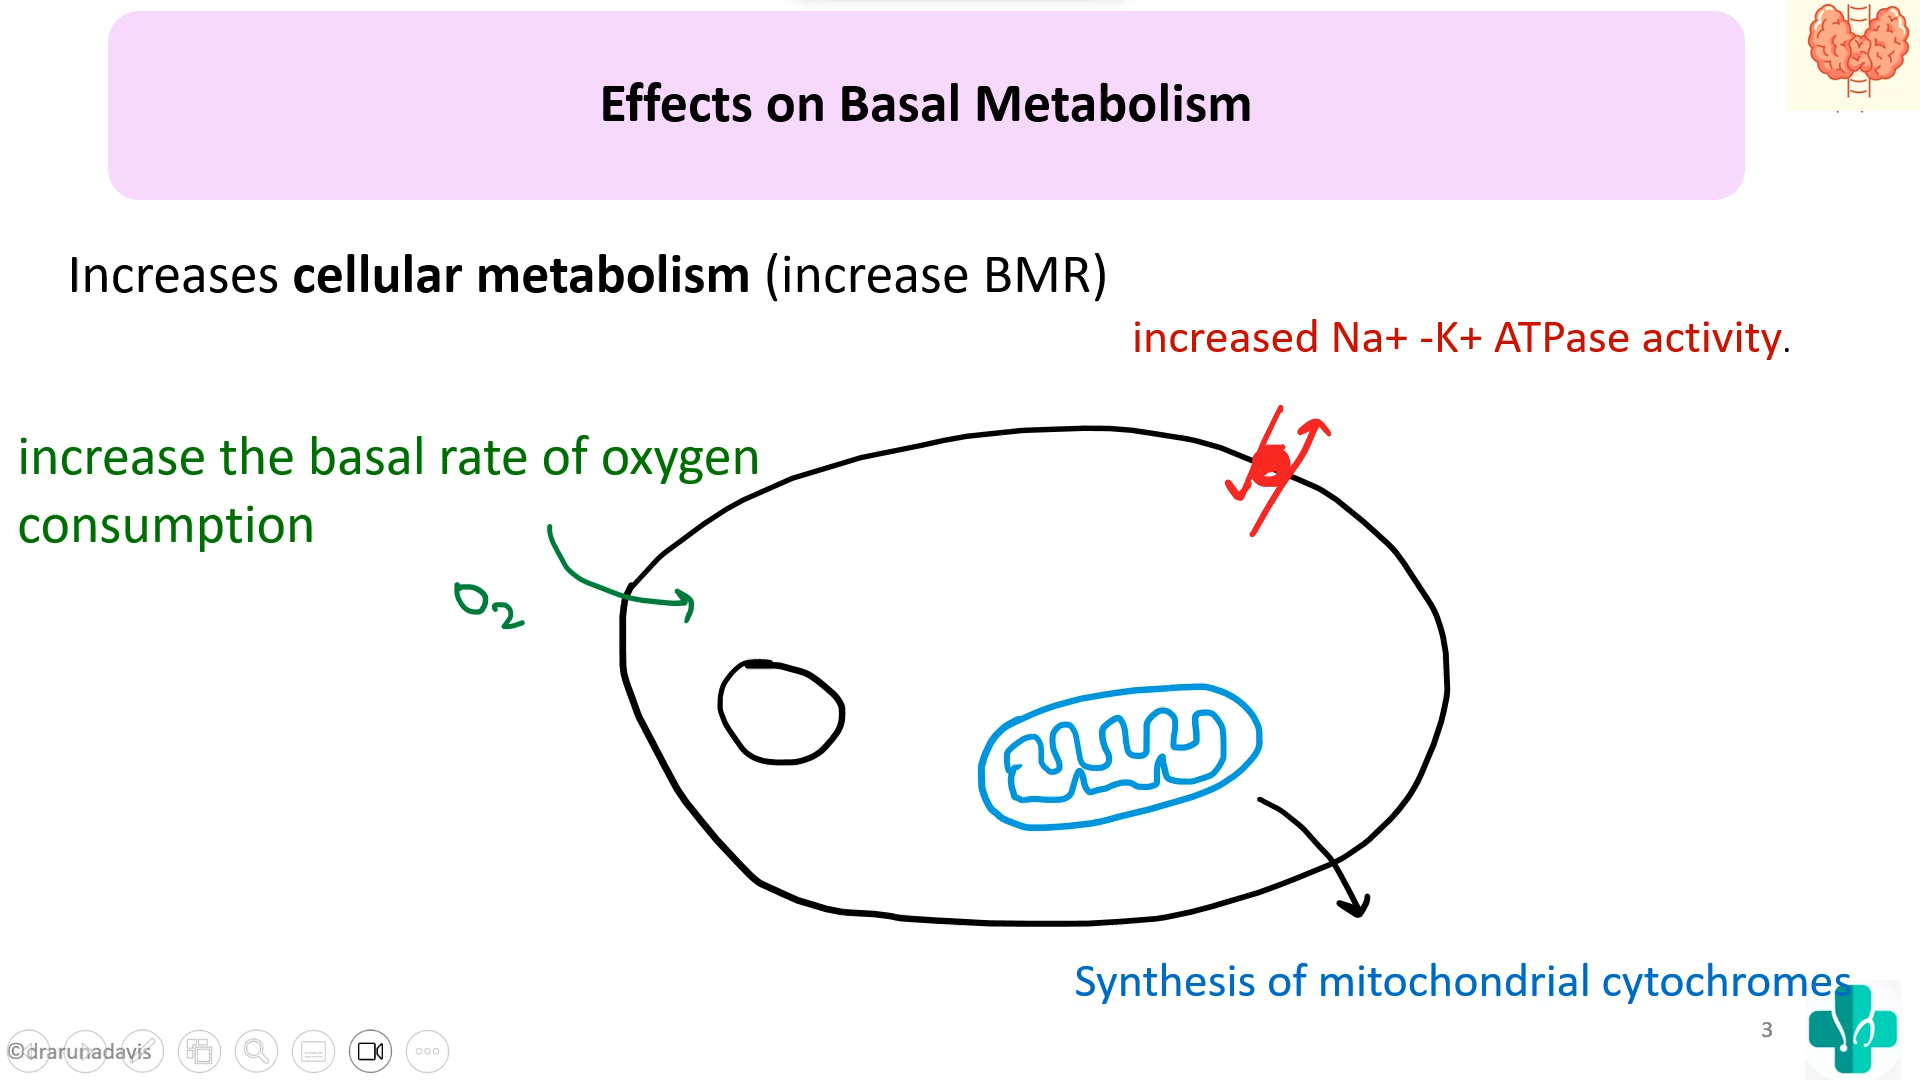 Effects on Basal Metabolism
Increases cellular metabolism (increase BMR)
increased Na+ -K+ ATPase activity.
increase the basal rate of oxygen
consumption
O2
Synthesis of mitochondrial cytochromes
3
©drarunadavis